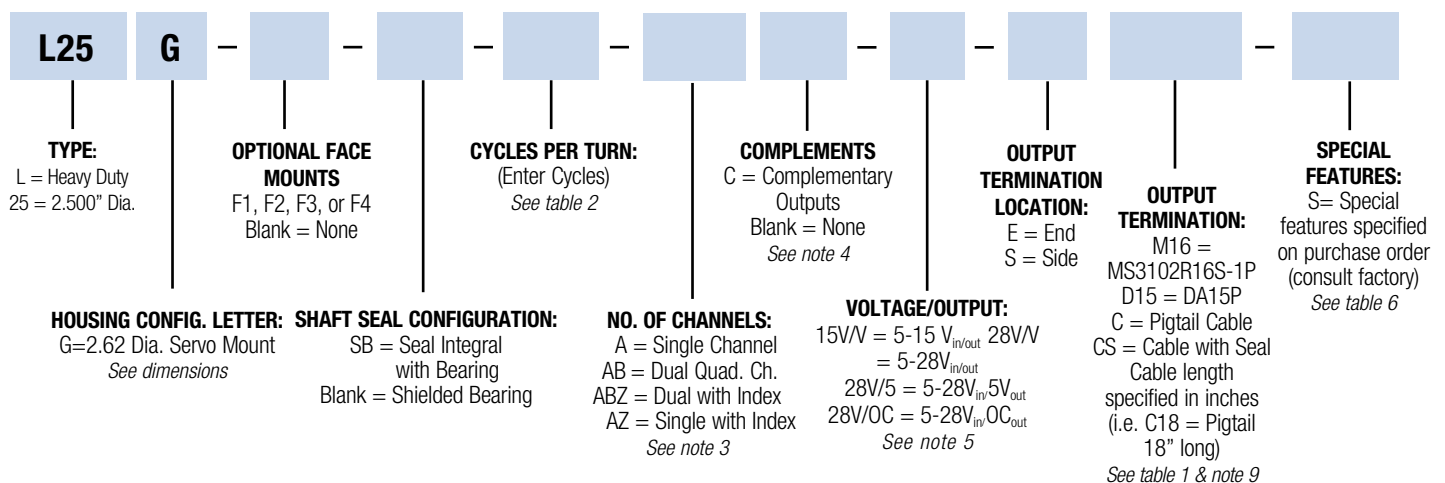 L25 G – – – – – – –
TYPE:
L = Heavy Duty
25 = 2.500” Dia.
HOUSING CONFIG. LETTER:
G=2.62 Dia. Servo Mount
See dimensions
OPTIONAL FACE
MOUNTS
F1, F2, F3, or F4
Blank = None
SHAFT SEAL CONFIGURATION:
SB = Seal Integral
with Bearing
Blank = Shielded Bearing
CYCLES PER TURN:
(Enter Cycles)
See table 2
NO. OF CHANNELS:
A = Single Channel
AB = Dual Quad. Ch.
ABZ = Dual with Index
AZ = Single with Index
See note 3
COMPLEMENTS
C = Complementary
Outputs
Blank = None
See note 4
VOLTAGE/OUTPUT:
15V/V = 5-15 Vin/out 28V/V
= 5-28Vin/out
28V/5 = 5-28Vin/5Vout
28V/OC = 5-28Vin/OCout
See note 5
OUTPUT
TERMINATION
LOCATION:
E = End
S = Side
OUTPUT
TERMINATION:
M16 =
MS3102R16S-1P
D15 = DA15P
C = Pigtail Cable
CS = Cable with Seal
Cable length
specified in inches
(i.e. C18 = Pigtail
18” long)
See table 1 & note 9
SPECIAL
FEATURES:
S= Special
features specified
on purchase order
(consult factory)
See table 6